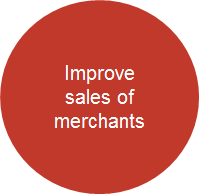 Improve
sales of
merchants